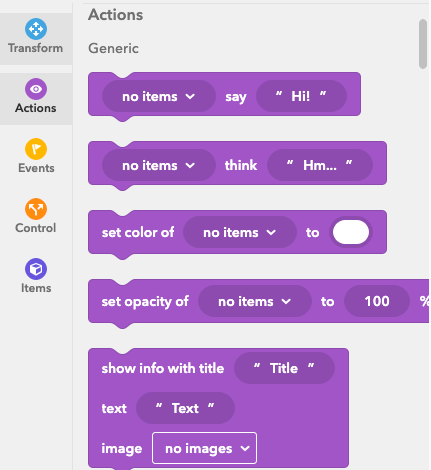 Actions
Generic
Transform
Actions
Events
Control
Items
no items say “ Hi! ”
no items think “ Hm... ”
set color of no items to
set opacity of no items to 100 %
show info with title “ Title ”
text “ Text ”
image no images